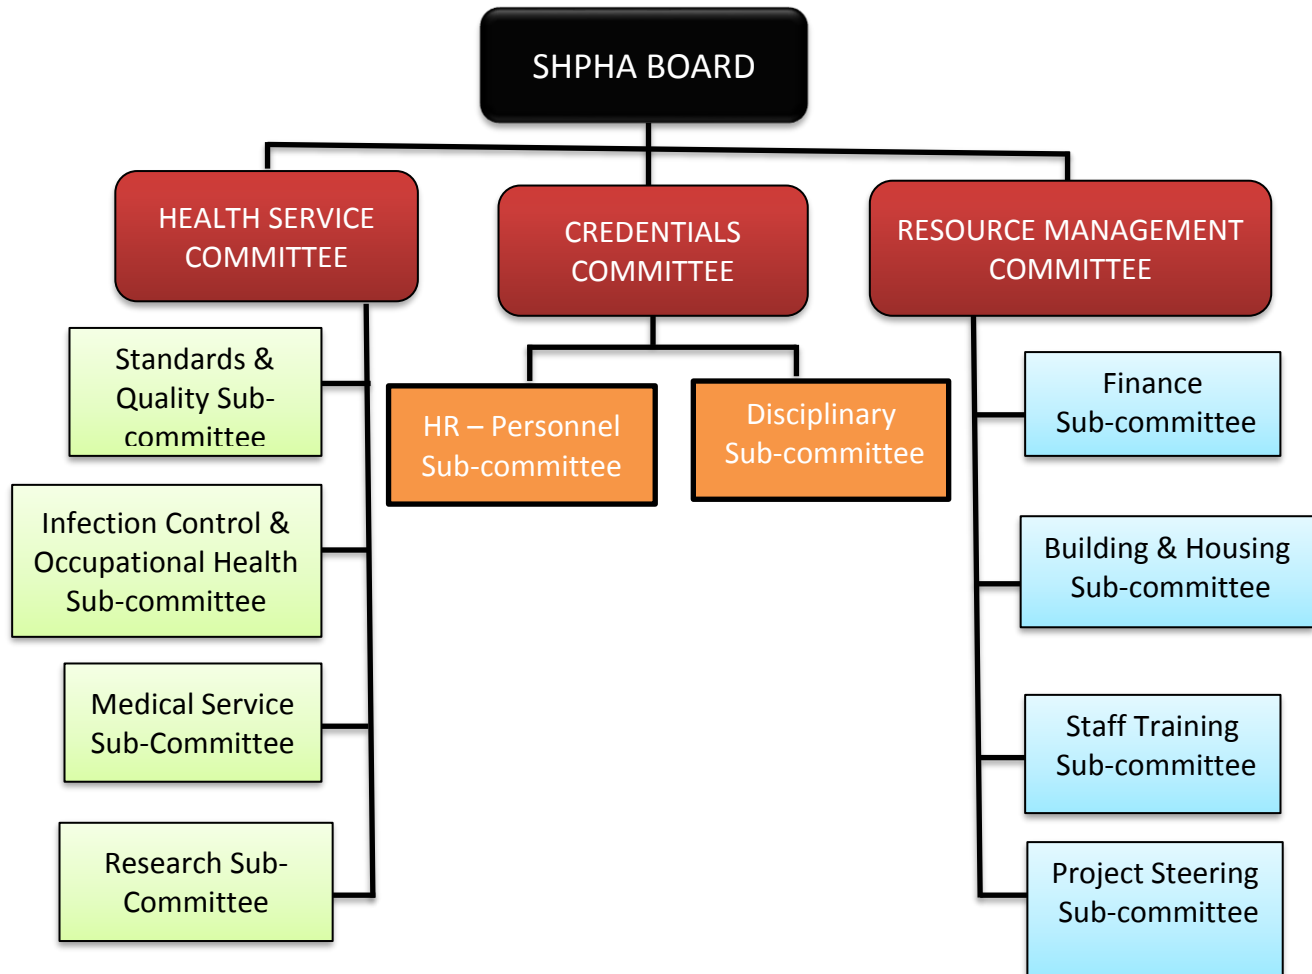 SHPHA BOARD
HEALTH SERVICE
COMMITTEE
CREDENTIALS
COMMITTEE
RESOURCE MANAGEMENT
COMMITTEE
Standards &
Quality Sub-
committee
Infection Control &
Occupational Health
Sub-committee
Medical Service
Sub-Committee
Research Sub-
Committee
HR – Personnel
Sub-committee
Disciplinary
Sub-committee
Finance
Sub-committee
Building & Housing
Sub-committee
Staff Training
Sub-committee
Project Steering
Sub-committee